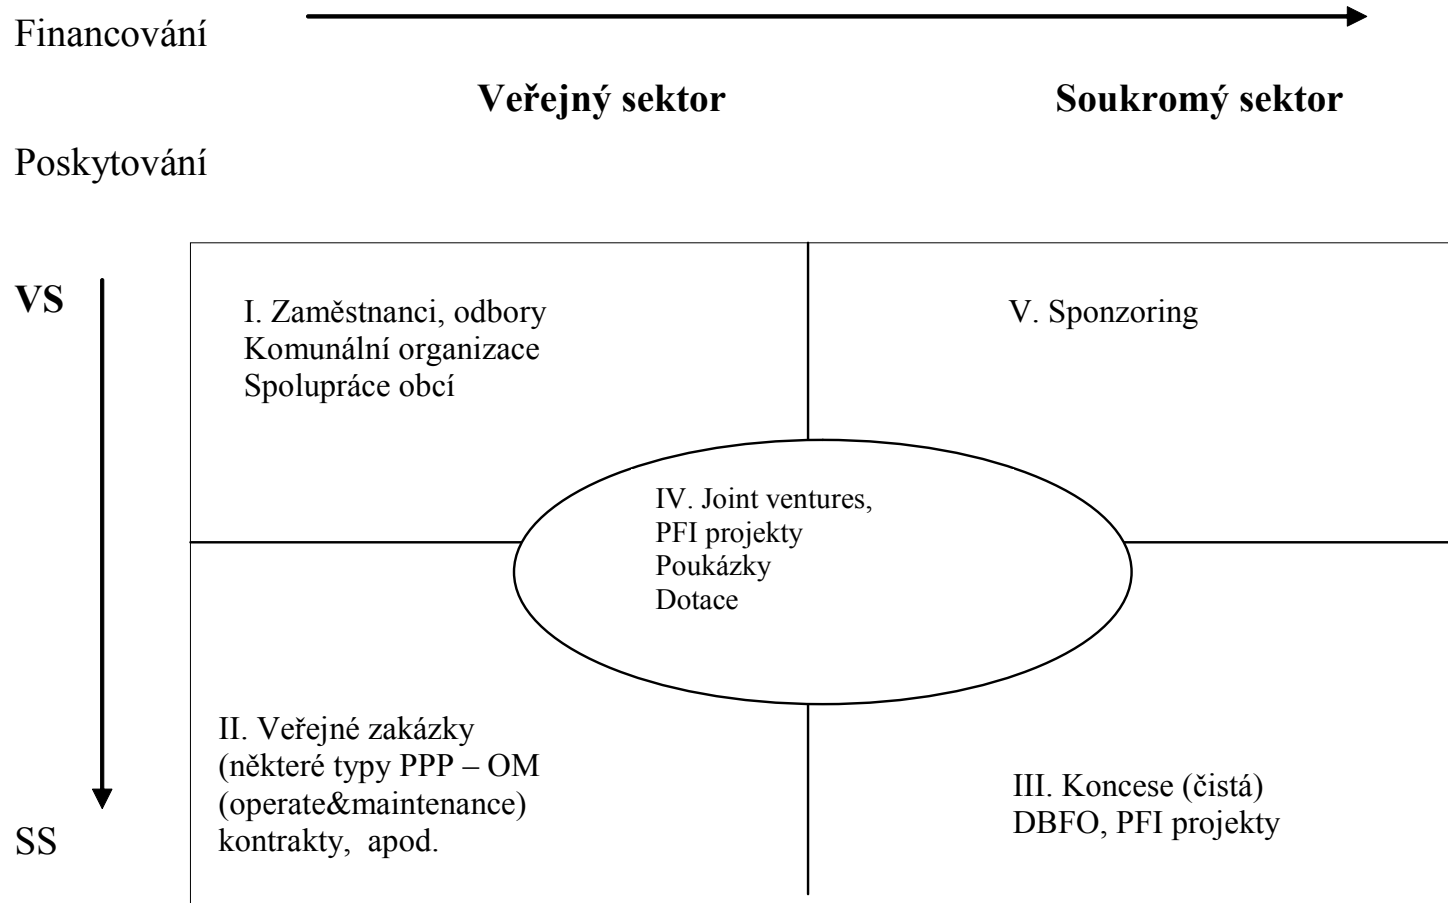 Financování
Veřejný sektor
Soukromý sektor
Poskytování
VS
I. Zaměstnanci, odbory
Komunální organizace
Spolupráce obcí
V. Sponzoring
IV. Joint ventures,
PFI projekty
Poukázky
Dotace
II. Veřejné zakázky
(některé typy PPP – OM
(operate&maintenance)
kontrakty, apod.
III. Koncese (čistá)
DBFO, PFI projekty
SS